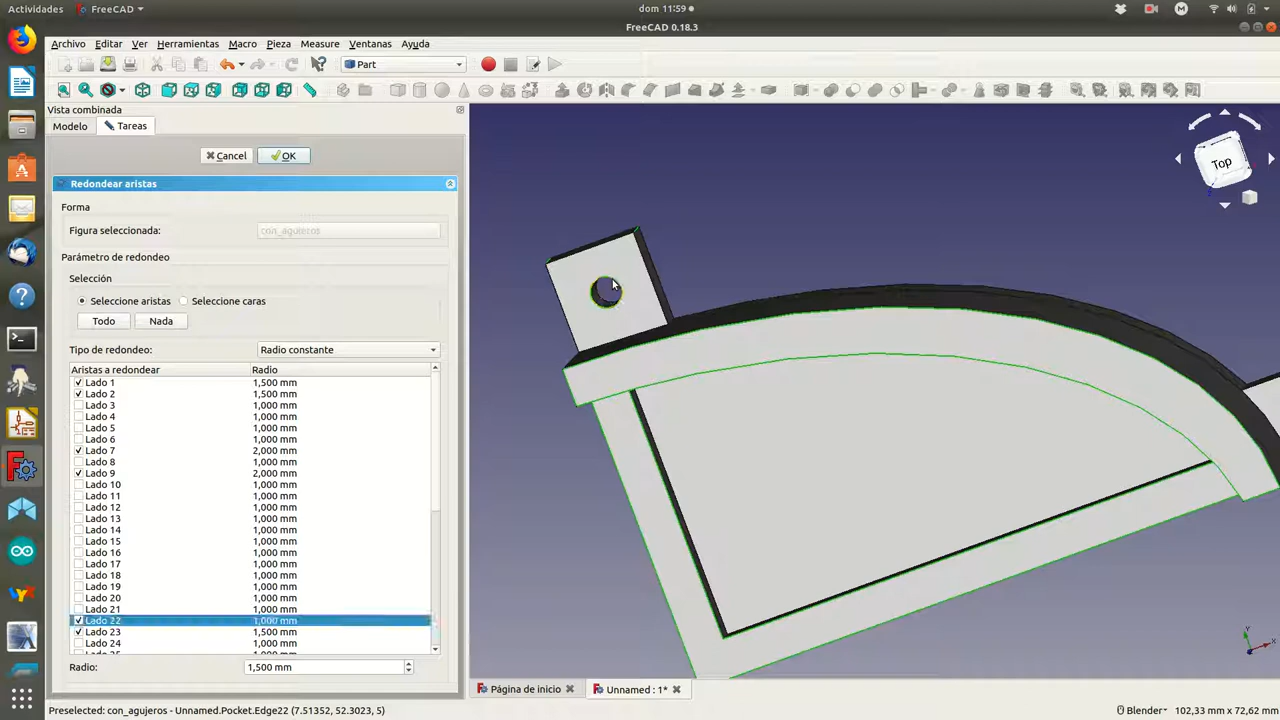 Actividades
FreeCAD
dom 11:59
FreeCAD 0.18.3
Archivo Editar Ver Herramientas Macro Pieza Measure Ventanas Ayuda
Part
Vista combinada
Modelo Tareas
Cancel OK
Redondear aristas
Forma
Figura seleccionada: con_agujeros
Parámetro de redondeo
Selección
Seleccione aristas Seleccione caras
Todo Nada
Tipo de redondeo: Radio constante
Aristas a redondear Radio
Lado 1 1,500 mm
Lado 2 1,500 mm
Lado 3 1,000 mm
Lado 4 1,000 mm
Lado 5 1,000 mm
Lado 6 1,000 mm
Lado 7 2,000 mm
Lado 8 1,000 mm
Lado 9 2,000 mm
Lado 10 1,000 mm
Lado 11 1,000 mm
Lado 12 1,000 mm
Lado 13 1,000 mm
Lado 14 1,000 mm
Lado 15 1,000 mm
Lado 16 1,000 mm
Lado 17 1,000 mm
Lado 18 1,000 mm
Lado 19 1,000 mm
Lado 20 1,000 mm
Lado 21 1,000 mm
Lado 22 1,000 mm
Lado 23 1,500 mm
Lado 24 1,000 mm
Radio: 1,500 mm
Top
Página de inicio Unnamed : 1*
Preselected: con_agujeros - Unnamed.Pocket.Edge22 (7.51352, 52.3023, 5)
Blender 102,33 mm x 72,62 mm